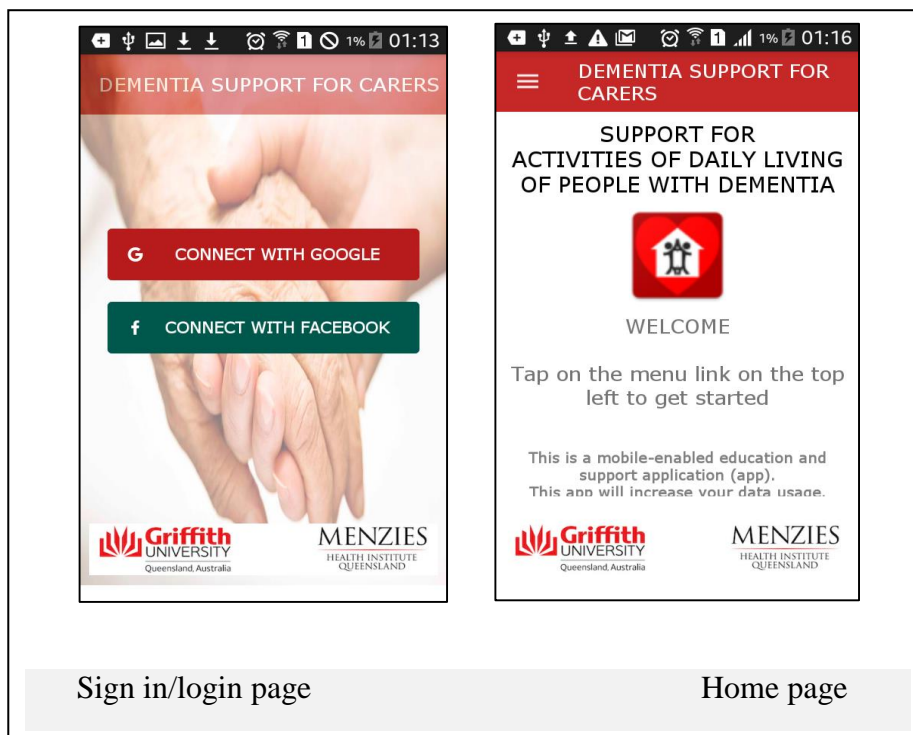 1 1% 01:13
DEMENTIA SUPPORT FOR CARERS
G CONNECT WITH GOOGLE
f CONNECT WITH FACEBOOK
Griffith
UNIVERSITY
Queensland, Australia
MENZIES
HEALTH INSTITUTE
QUEENSLAND
1 1% 01:16
DEMENTIA SUPPORT FOR
CARERS
SUPPORT FOR
ACTIVITIES OF DAILY LIVING
OF PEOPLE WITH DEMENTIA
WELCOME
Tap on the menu link on the top
left to get started
This is a mobile-enabled education and
support application (app).
This app will increase your data usage.
Griffith
UNIVERSITY
Queensland, Australia
MENZIES
HEALTH INSTITUTE
QUEENSLAND
Sign in/login page
Home page